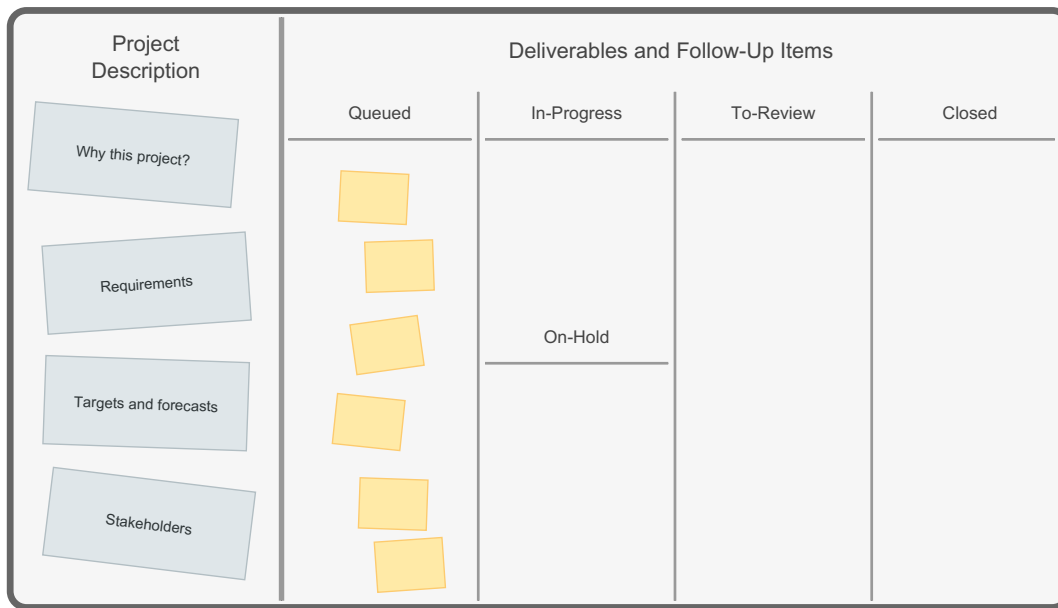 Project
Description
Why this project?
Requirements
Targets and forecasts
Stakeholders
Deliverables and Follow-Up Items
Queued
In-Progress
To-Review
Closed
On-Hold